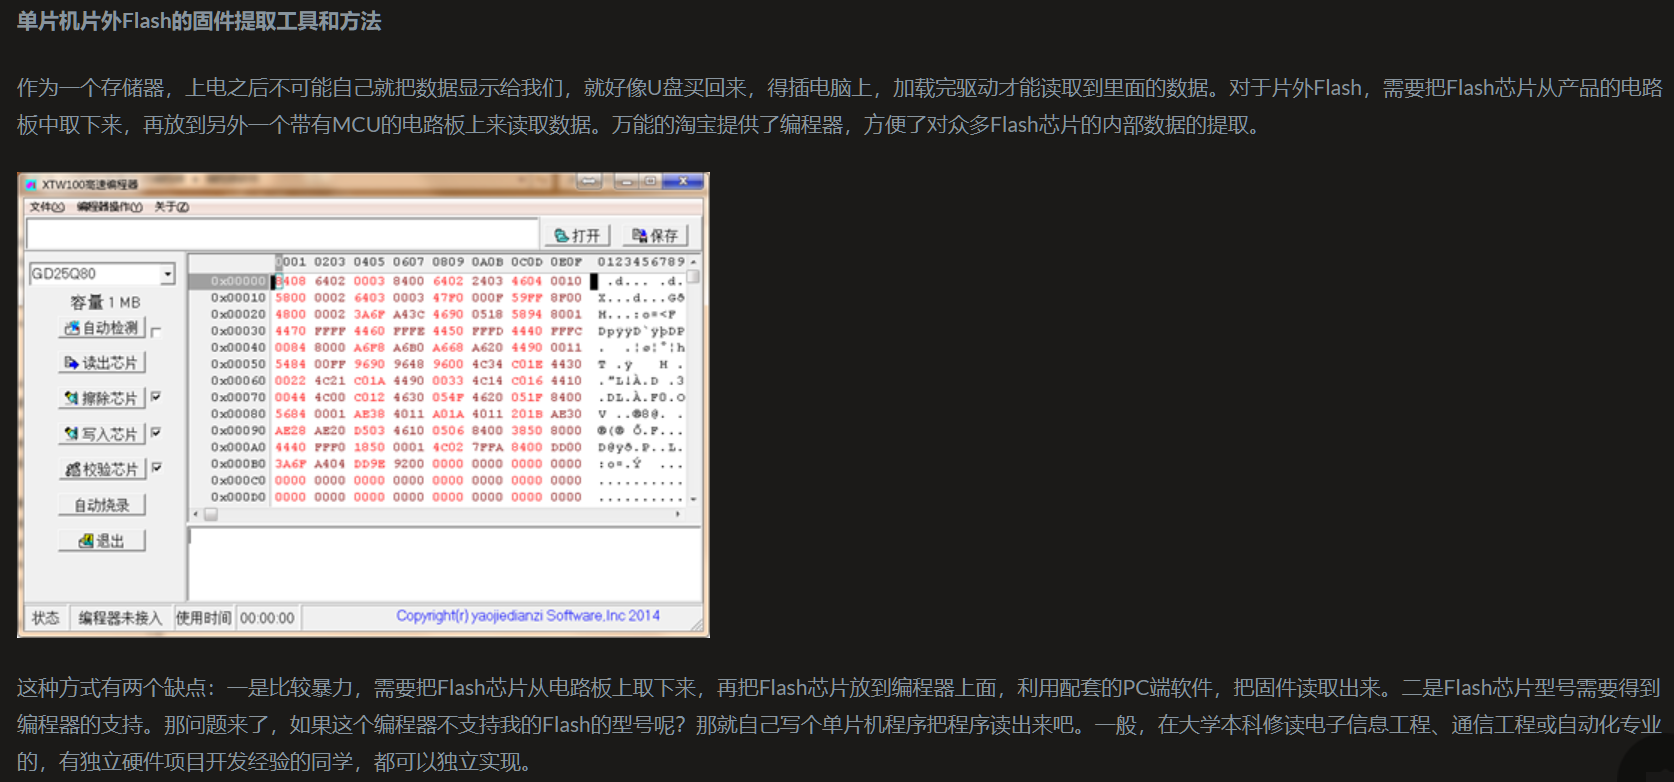 单片机片外Flash的固件提取工具和方法
作为一个存储器，上电之后不可能自己就把数据显示给我们，就好像U盘买回来，得插电脑上，加载完驱动才能读取到里面的数据。对于片外Flash，需要把Flash芯片从产品的电路
板中取下来，再放到另外一个带有MCU的电路板上来读取数据。万能的淘宝提供了编程器，方便了对众多Flash芯片的内部数据的提取。
XTW100高速编程器
文件(X) 编程器操作(Y) 关于(Z)
打开 保存
GD25Q80
容量 1 MB
自动检测
读出芯片
擦除芯片
写入芯片
校验芯片
自动烧录
退出
0001 0203 0405 0607 0809 0A0B 0C0D 0E0F 0123456789
0x00000 8408 6402 0003 8400 6402 2403 4604 0010
0x00010 5800 0002 6403 0003 47F0 000F 59FF 8F00
0x00020 4800 0002 3A6F A43C 4690 0518 5894 8001
0x00030 4470 FFFF 4460 FFFE 4450 FFFD 4440 FFFC
0x00040 0084 8000 A6F8 A6B0 A668 A620 4490 0011
0x00050 5484 00FF 9690 9648 9600 4C34 C01E 4430
0x00060 0022 4C21 C01A 4490 0033 4C14 C016 4410
0x00070 0044 4C00 C012 4630 054F 4620 051F 8400
0x00080 5684 0001 AE38 4011 A01A 4011 201B AE30
0x00090 AE28 AE20 D503 4610 0506 8400 3850 8000
0x000A0 4440 FFF0 1850 0001 4C02 7FFA 8400 DD00
0x000B0 3A6F A404 DD9E 9200 0000 0000 0000 0000
0x000C0 0000 0000 0000 0000 0000 0000 0000 0000
0x000D0 0000 0000 0000 0000 0000 0000 0000 0000
状态 编程器未接入 使用时间 00:00:00 Copyright(r) yaojiedianzi Software,Inc 2014
这种方式有两个缺点：一是比较暴力，需要把Flash芯片从电路板上取下来，再把Flash芯片放到编程器上面，利用配套的PC端软件，把固件读取出来。二是Flash芯片型号需要得到
编程器的支持。那问题来了，如果这个编程器不支持我的Flash的型号呢？那就自己写个单片机程序把程序读出来吧。一般，在大学本科修读电子信息工程、通信工程或自动化专业
的，有独立硬件项目开发经验的同学，都可以独立实现。